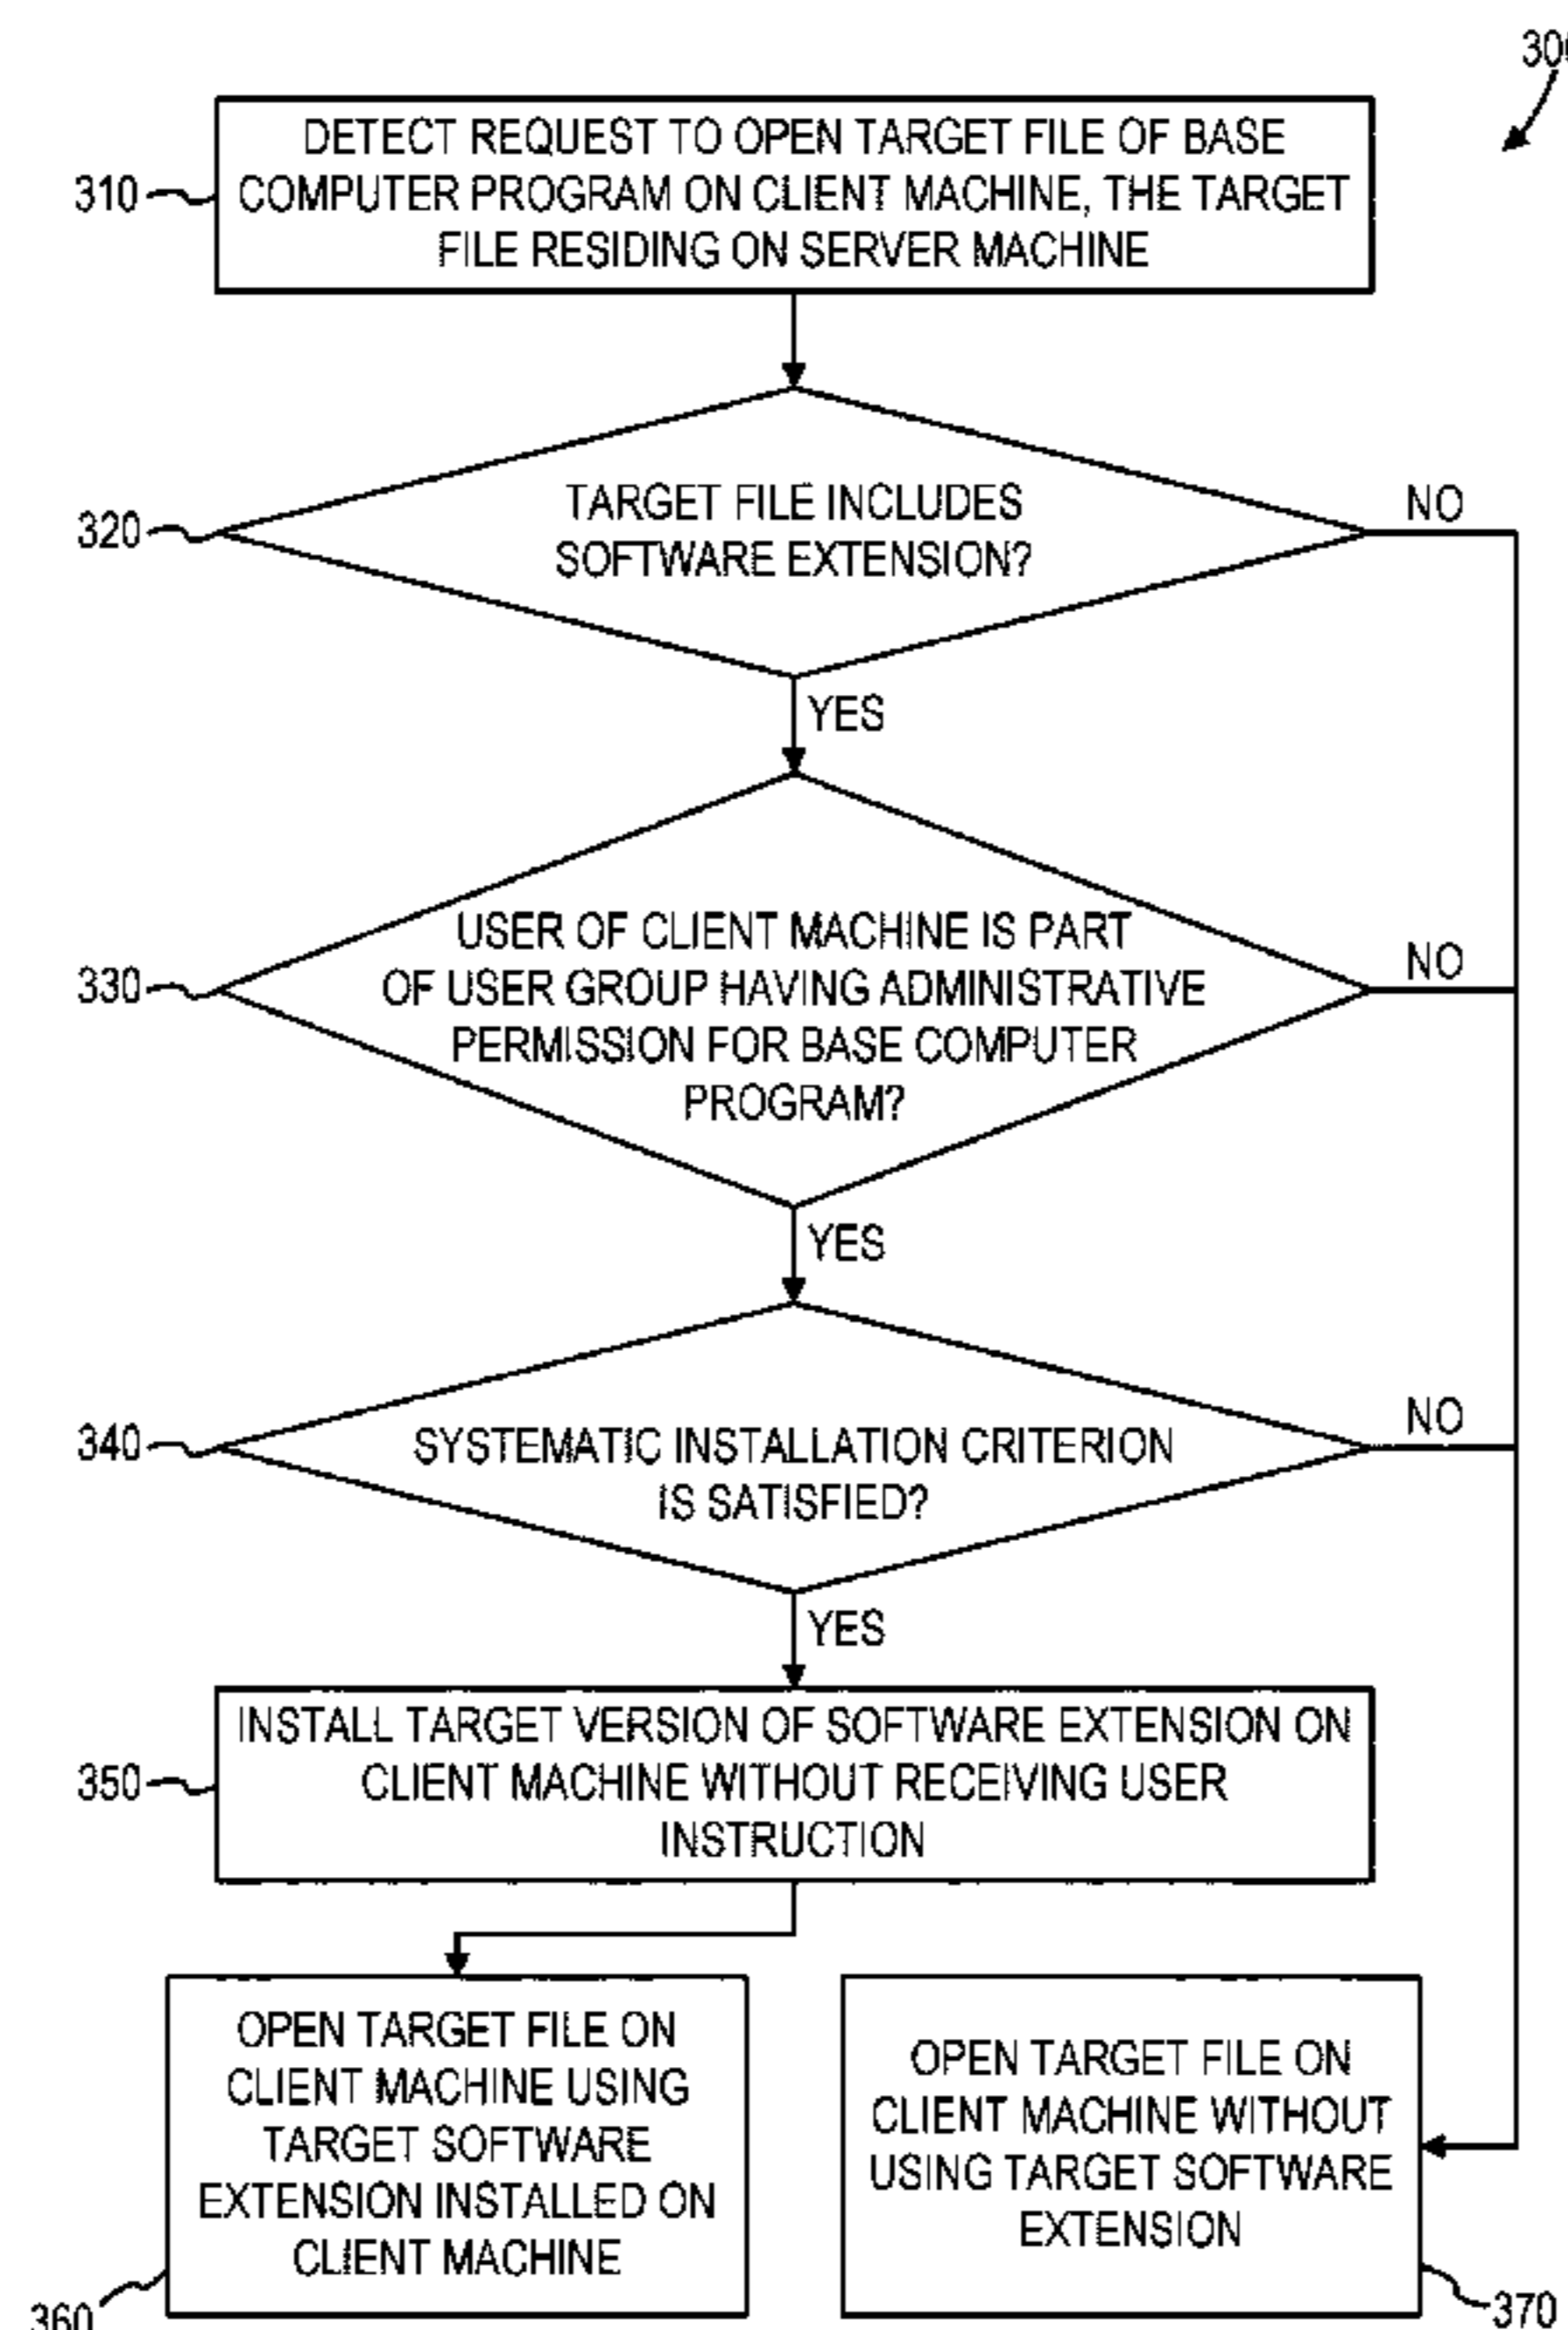 310
DETECT REQUEST TO OPEN TARGET FILE OF BASE
COMPUTER PROGRAM ON CLIENT MACHINE, THE TARGET
FILE RESIDING ON SERVER MACHINE
320
TARGET FILE INCLUDES
SOFTWARE EXTENSION?
NO
YES
330
USER OF CLIENT MACHINE IS PART
OF USER GROUP HAVING ADMINISTRATIVE
PERMISSION FOR BASE COMPUTER
PROGRAM?
NO
YES
340
SYSTEMATIC INSTALLATION CRITERION
IS SATISFIED?
NO
YES
350
INSTALL TARGET VERSION OF SOFTWARE EXTENSION ON
CLIENT MACHINE WITHOUT RECEIVING USER
INSTRUCTION
OPEN TARGET FILE ON
CLIENT MACHINE USING
TARGET SOFTWARE
EXTENSION INSTALLED ON
CLIENT MACHINE
360
OPEN TARGET FILE ON
CLIENT MACHINE WITHOUT
USING TARGET SOFTWARE
EXTENSION
370